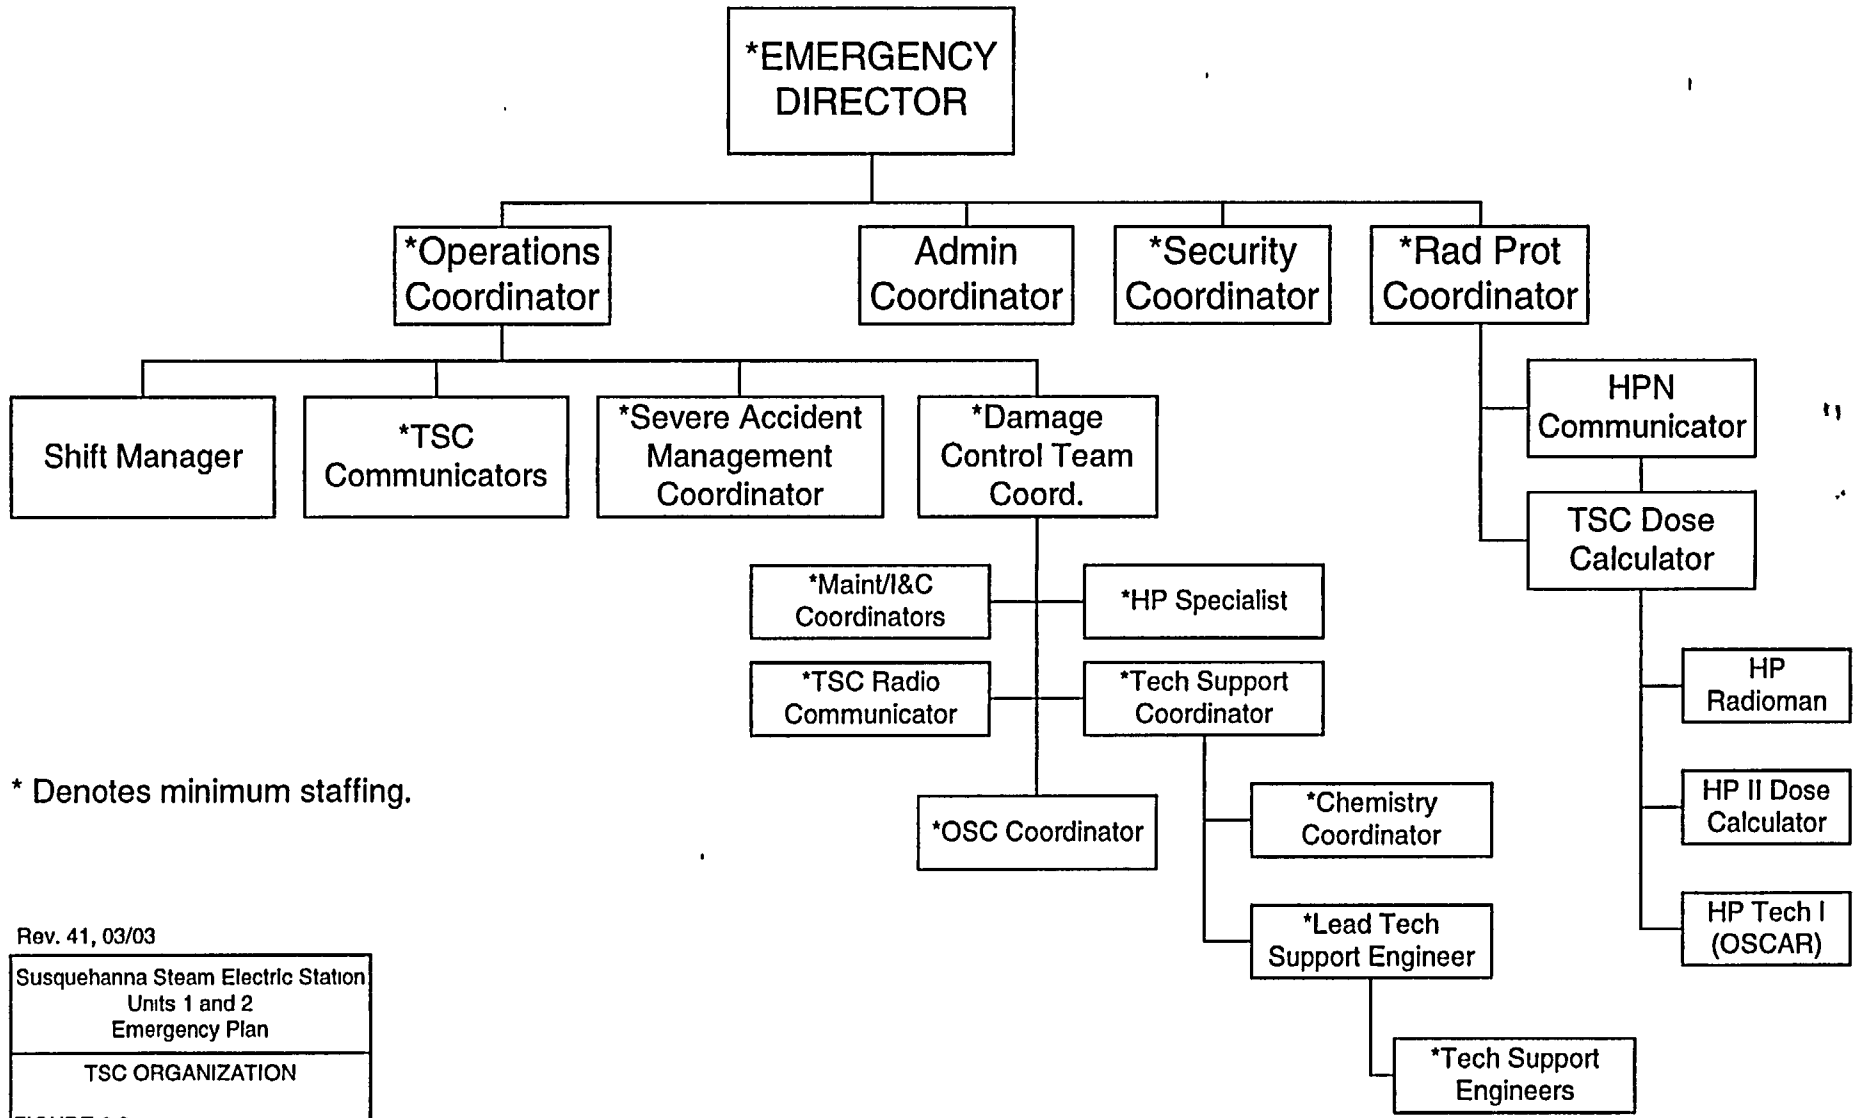 *EMERGENCY
DIRECTOR
*Operations
Coordinator
Admin
Coordinator
*Security
Coordinator
*Rad Prot
Coordinator
Shift Manager
*TSC
Communicators
*Severe Accident
Management
Coordinator
*Damage
Control Team
Coord.
HPN
Communicator
TSC Dose
Calculator
*Maint/I&C
Coordinators
*HP Specialist
*TSC Radio
Communicator
*Tech Support
Coordinator
HP
Radioman
*OSC Coordinator
*Chemistry
Coordinator
HP II Dose
Calculator
*Lead Tech
Support Engineer
HP Tech I
(OSCAR)
*Tech Support
Engineers
* Denotes minimum staffing.
Rev. 41, 03/03
Susquehanna Steam Electric Station
Units 1 and 2
Emergency Plan
TSC ORGANIZATION